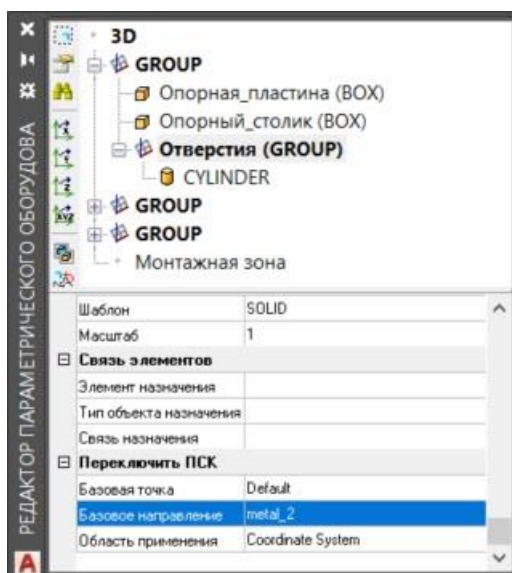 3D
GROUP
Опорная_пластина (BOX)
Опорный_столик (BOX)
Отверстия (GROUP)
CYLINDER
GROUP
GROUP
Монтажная зона
РЕДАКТОР ПАРАМЕТРИЧЕСКОГО ОБОРУДОВА
Шаблон SOLID
Масштаб 1
Связь элементов
Элемент назначения
Тип объекта назначения
Связь назначения
Переключить ПСК
Базовая точка Default
Базовое направление metal_2
Область применения Coordinate System